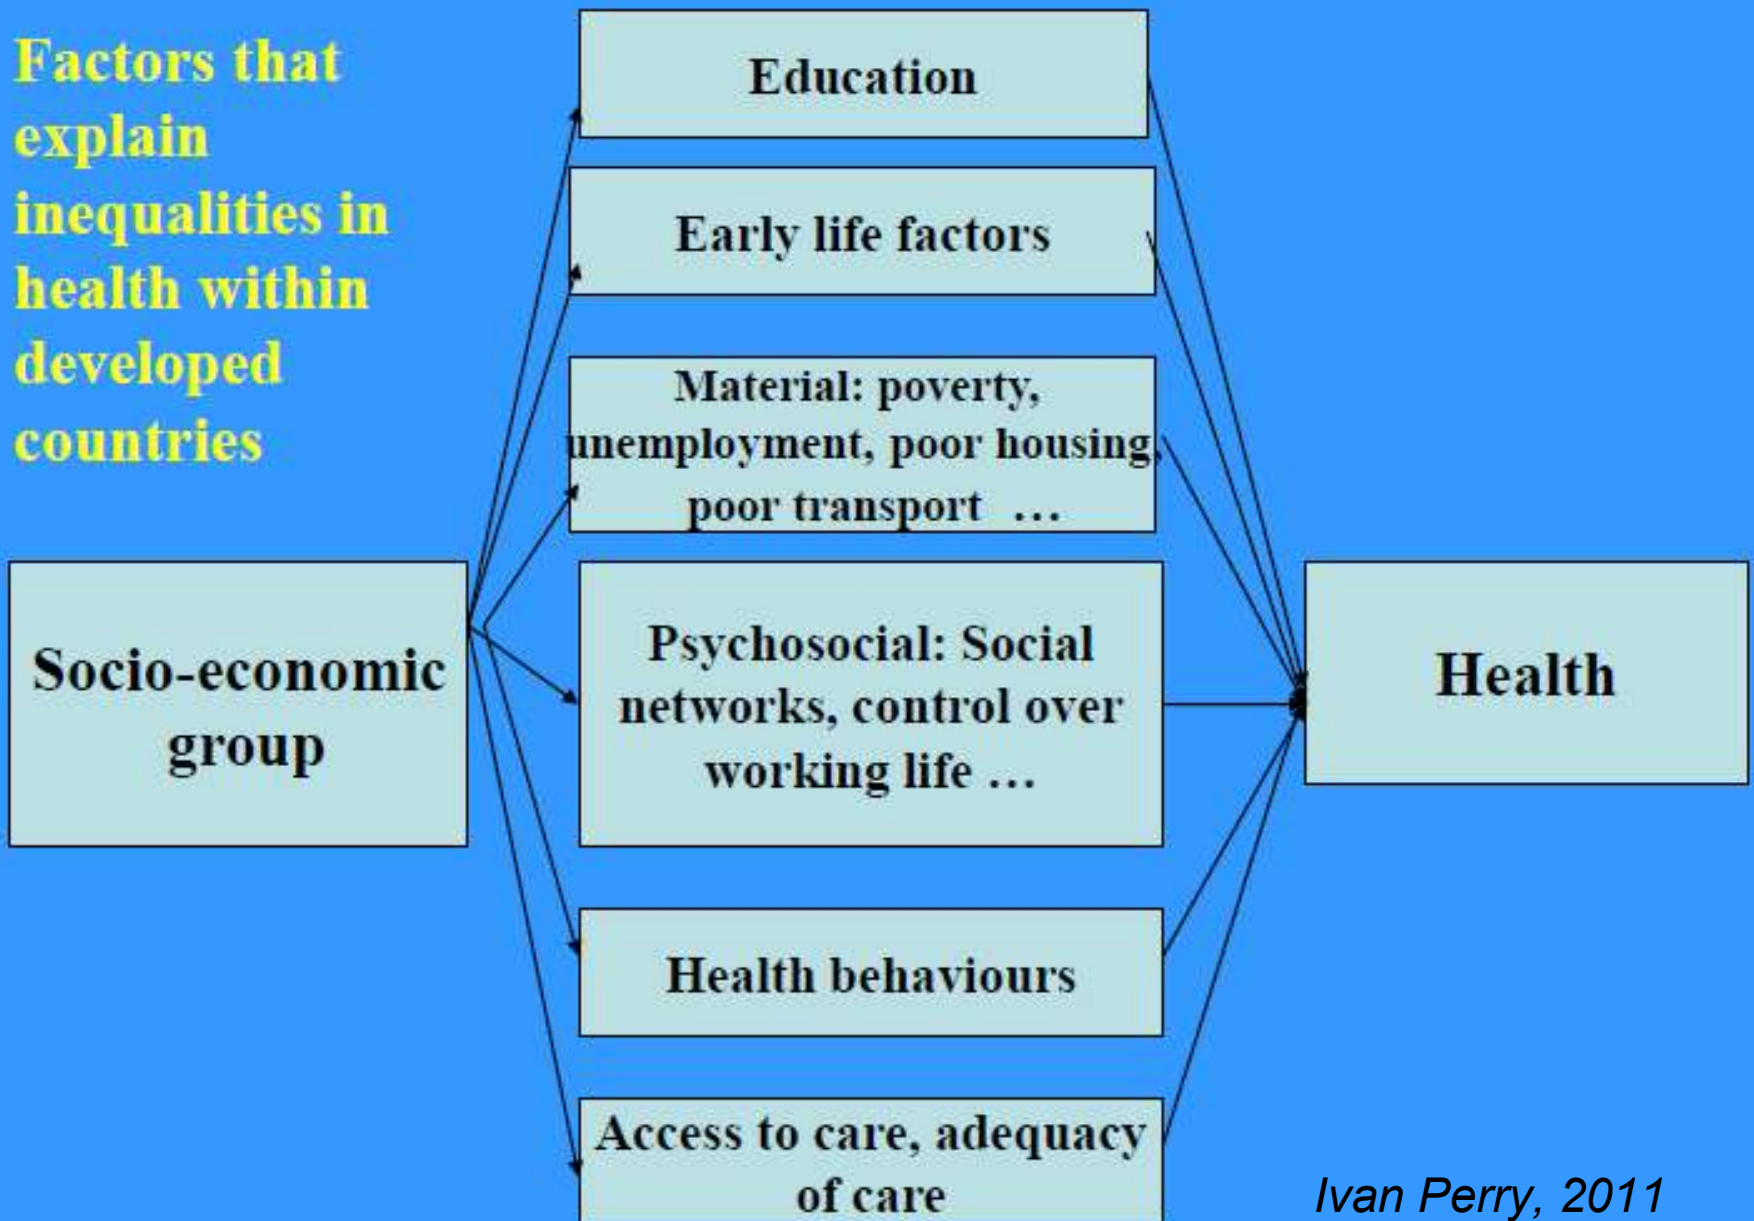 Factors that
explain
inequalities in
health within
developed
countries
Education
Early life factors
Material: poverty,
unemployment, poor housing,
poor transport …
Socio-economic
group
Psychosocial: Social
networks, control over
working life …
Health
Health behaviours
Access to care, adequacy
of care
Ivan Perry, 2011